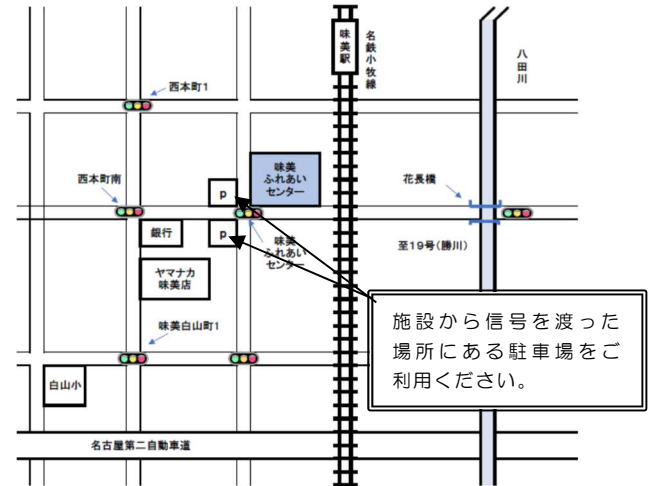 味美駅
名鉄小牧線
八田川
西本町1
西本町南
味美
ふれあい
センター
花長橋
p
銀行
p
味美
ふれあい
センター
至19号(勝川)
ヤマナカ
味美店
施設から信号を渡った
場所にある駐車場をご
利用ください。
味美白山町1
白山小
名古屋第二自動車道